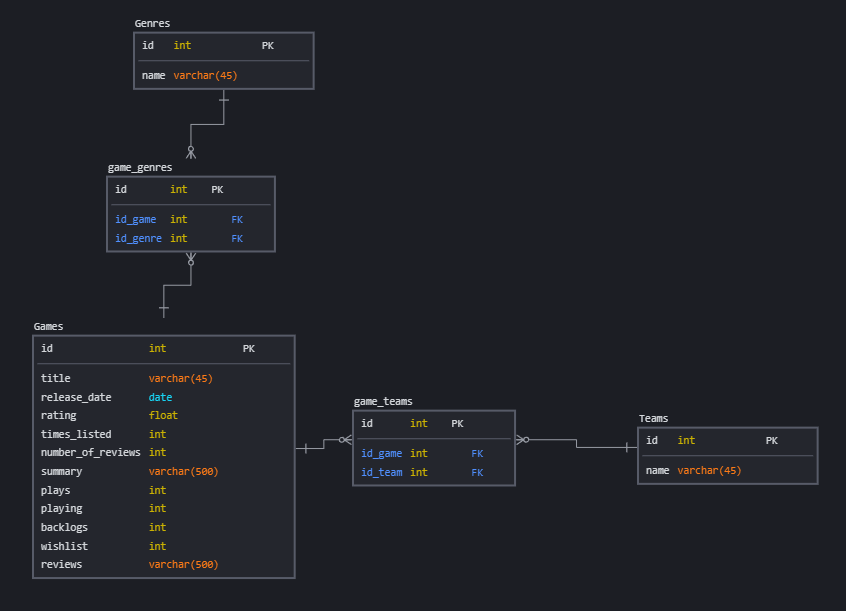 Genres
id int PK
name varchar(45)
game_genres
id int PK
id_game int FK
id_genre int FK
Games
id int PK
title varchar(45)
release_date date
rating float
times_listed int
number_of_reviews int
summary varchar(500)
plays int
playing int
backlogs int
wishlist int
reviews varchar(500)
game_teams
id int PK
id_game int FK
id_team int FK
Teams
id int PK
name varchar(45)